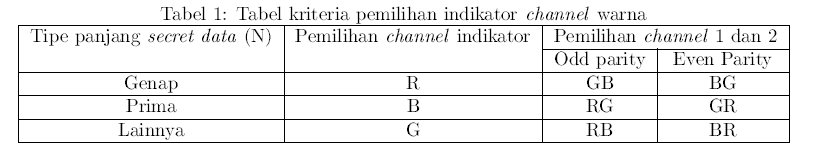 Tabel 1: Tabel kriteria pemilihan indikator channel warna
Tipe panjang secret data (N) Pemilihan channel indikator Pemilihan channel 1 dan 2
Odd parity Even Parity
Genap R GB BG
Prima B RG GR
Lainnya G RB BR